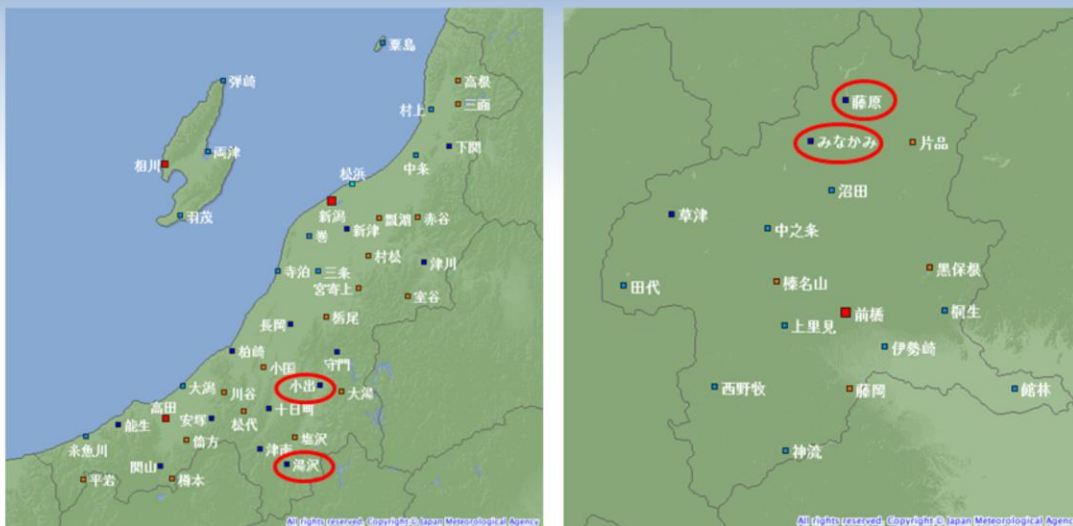 粟島
弾崎
高根
三面
村上
相川
両津
下関
中条
松浜
羽茂
新潟
瓢湖
赤谷
巻
新津
村松
津川
寺泊
三条
宮寄上
室谷
長岡
栃尾
柏崎
守門
小国
大潟
川谷
小出
大湯
高田
安塚
松代
十日町
能生
糸魚川
筒方
塩沢
津南
関山
湯沢
平岩
樽本
All rights reserved. Copyright © Japan Meteorological Agency
藤原
みなかみ
片品
沼田
草津
中之条
黒保根
田代
榛名山
前橋
桐生
上里見
伊勢崎
西野牧
藤岡
館林
神流
All rights reserved. Copyright © Japan Meteorological Agency